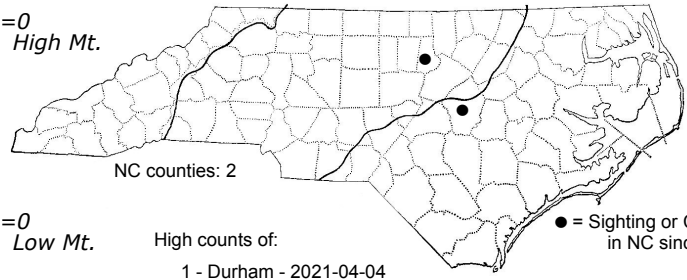 =0
High Mt.
NC counties: 2
=0
Low Mt.
High counts of:
1 - Durham - 2021-04-04
● = Sighting or
in NC sinc